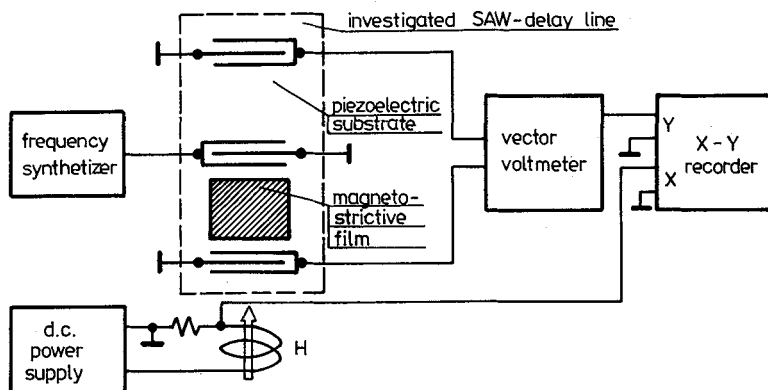 investigated SAW-delay line
piezoelectric
substrate
frequency
synthetizer
vector
voltmeter
Y
X-Y
recorder
X
magneto-
strictive
film
d.c.
power
supply
H